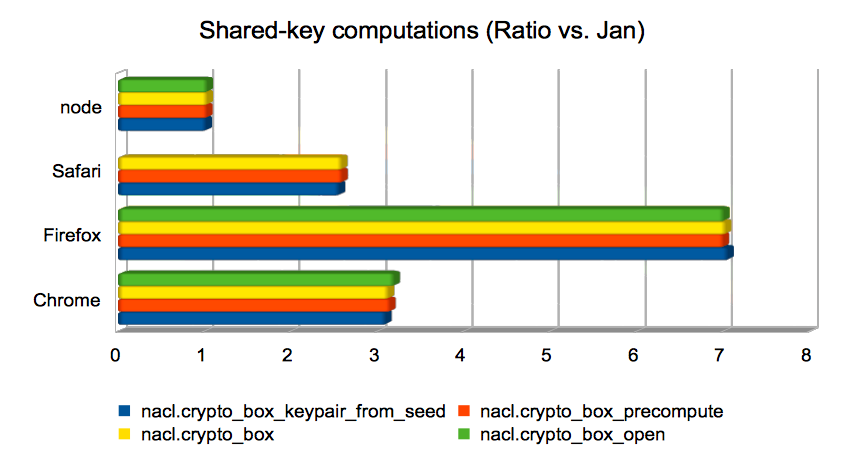 Shared-key computations (Ratio vs. Jan)
node
Safari
Firefox
Chrome
0 1 2 3 4 5 6 7 8
nacl.crypto_box_keypair_from_seed nacl.crypto_box_precompute
nacl.crypto_box nacl.crypto_box_open